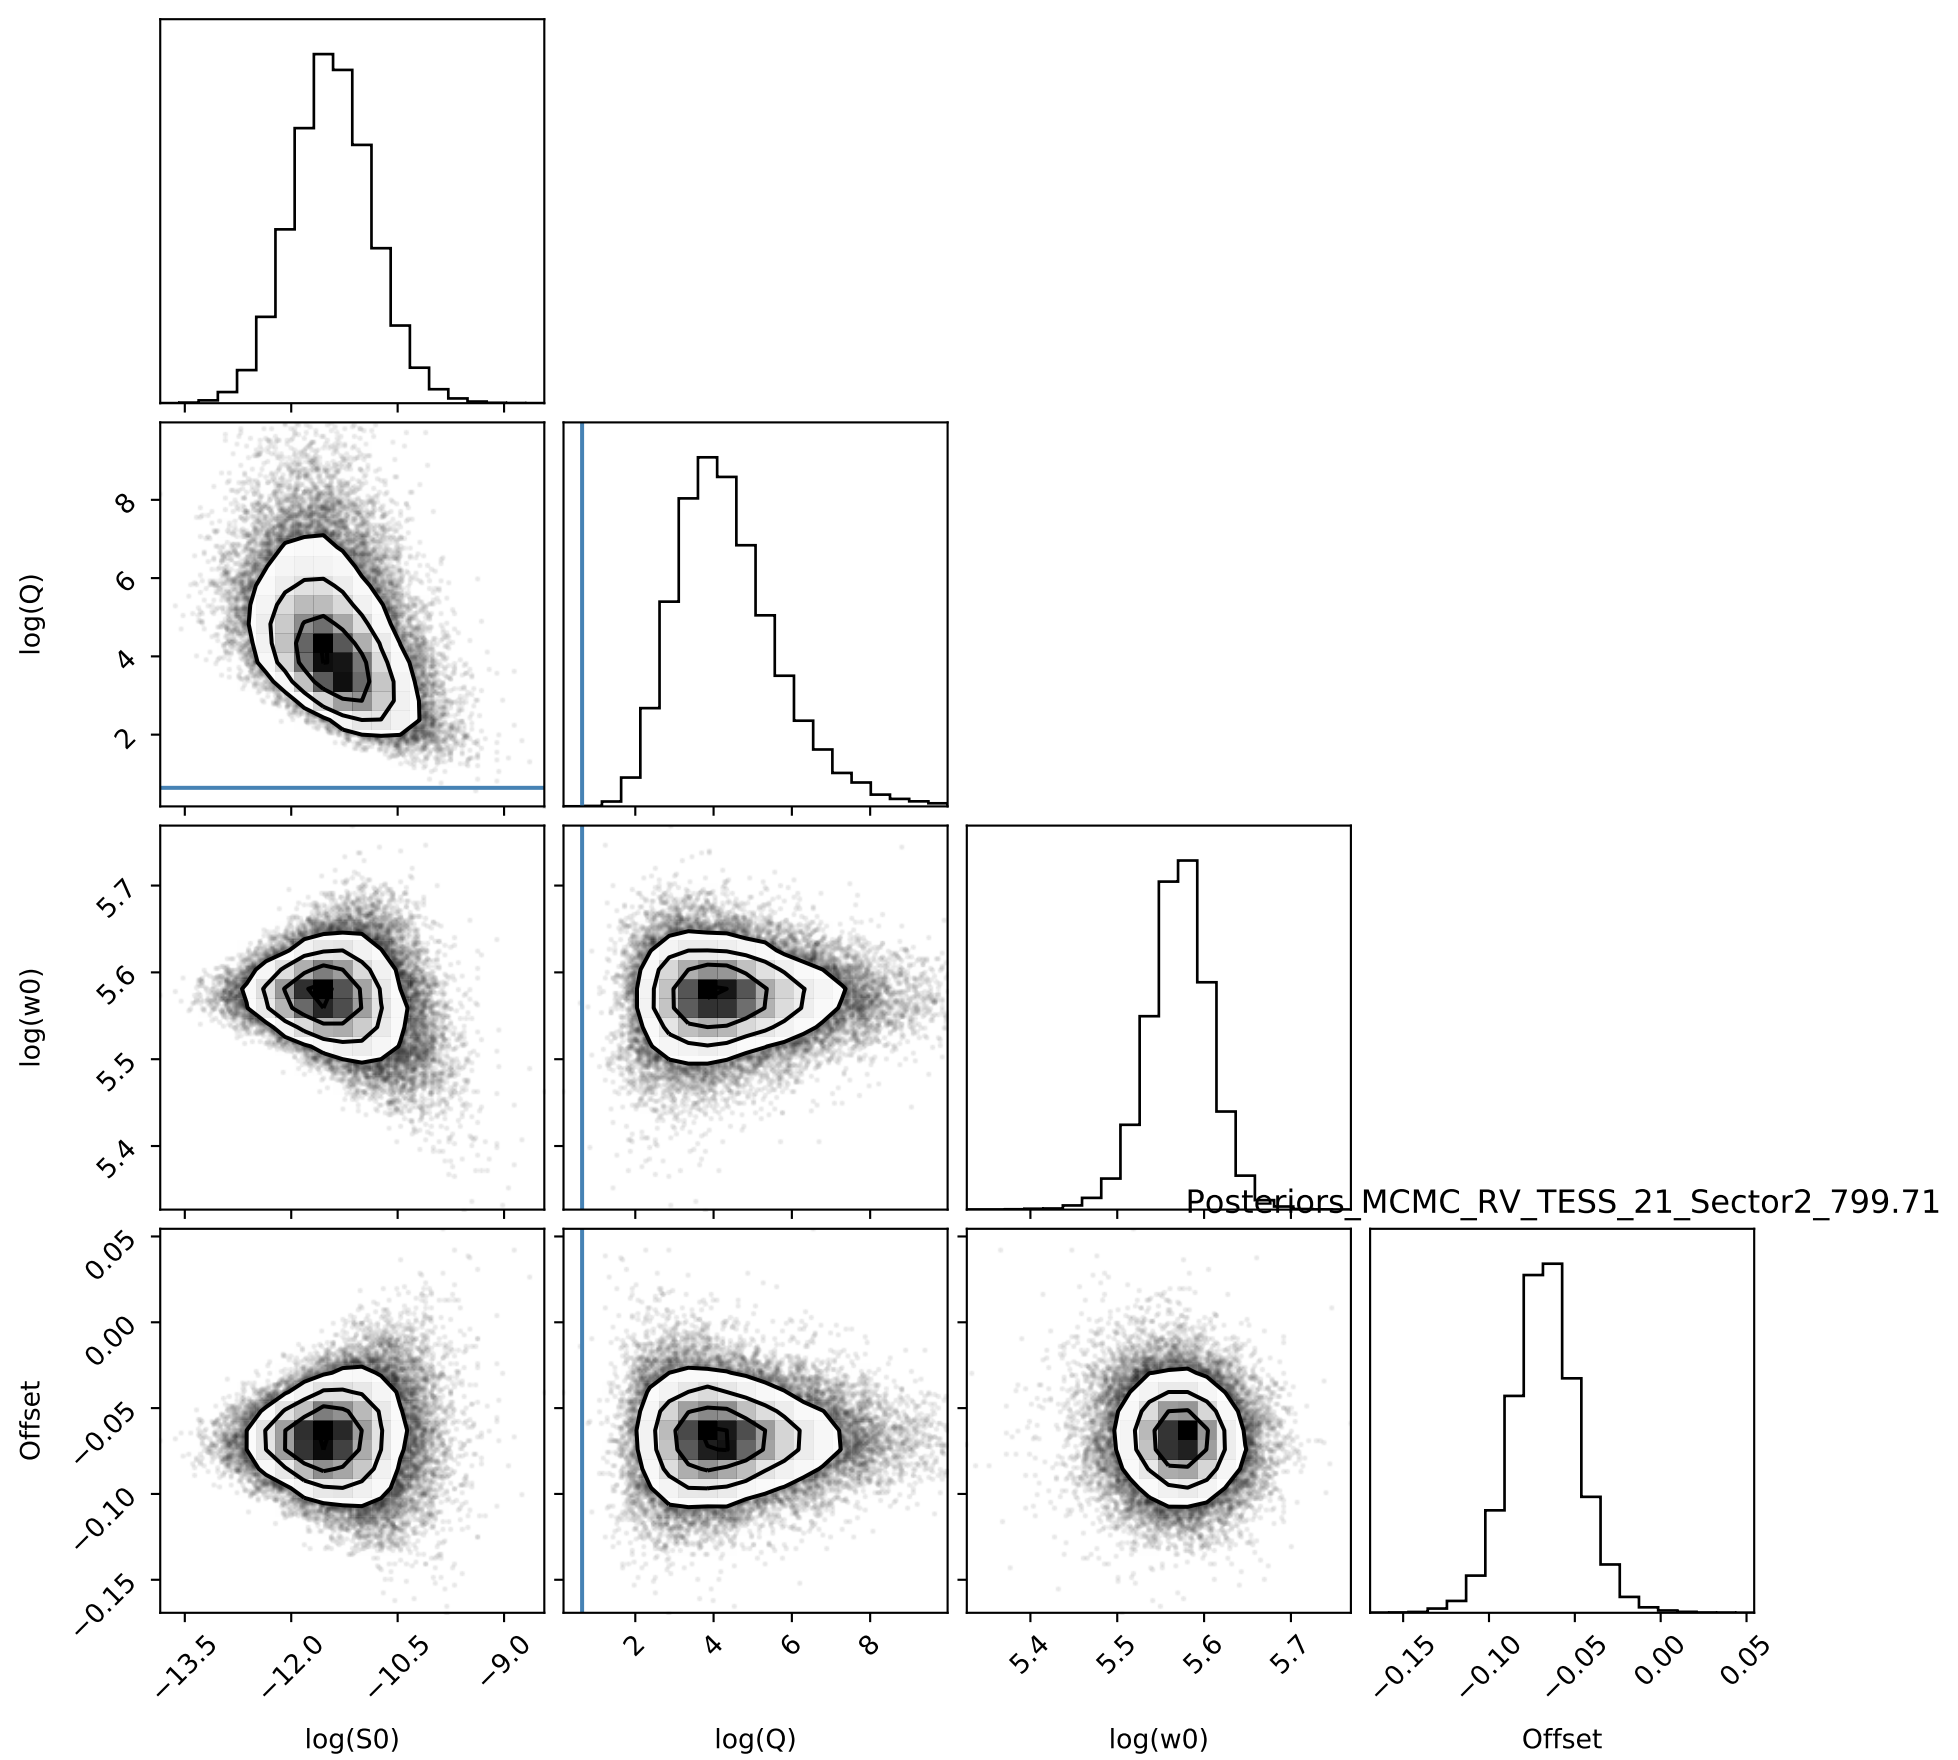 8
6
4
2
log(Q)
5.7
5.6
5.5
5.4
log(w0)
Posteriors_MCMC_RV_TESS_21_Sector2_799.71
0.05
0.00
−0.05
−0.10
−0.15
Offset
−13.5 −12.0 −10.5 −9.0
2 4 6 8
5.4 5.5 5.6 5.7
−0.15 −0.10 −0.05 0.00 0.05
log(S0) log(Q) log(w0) Offset